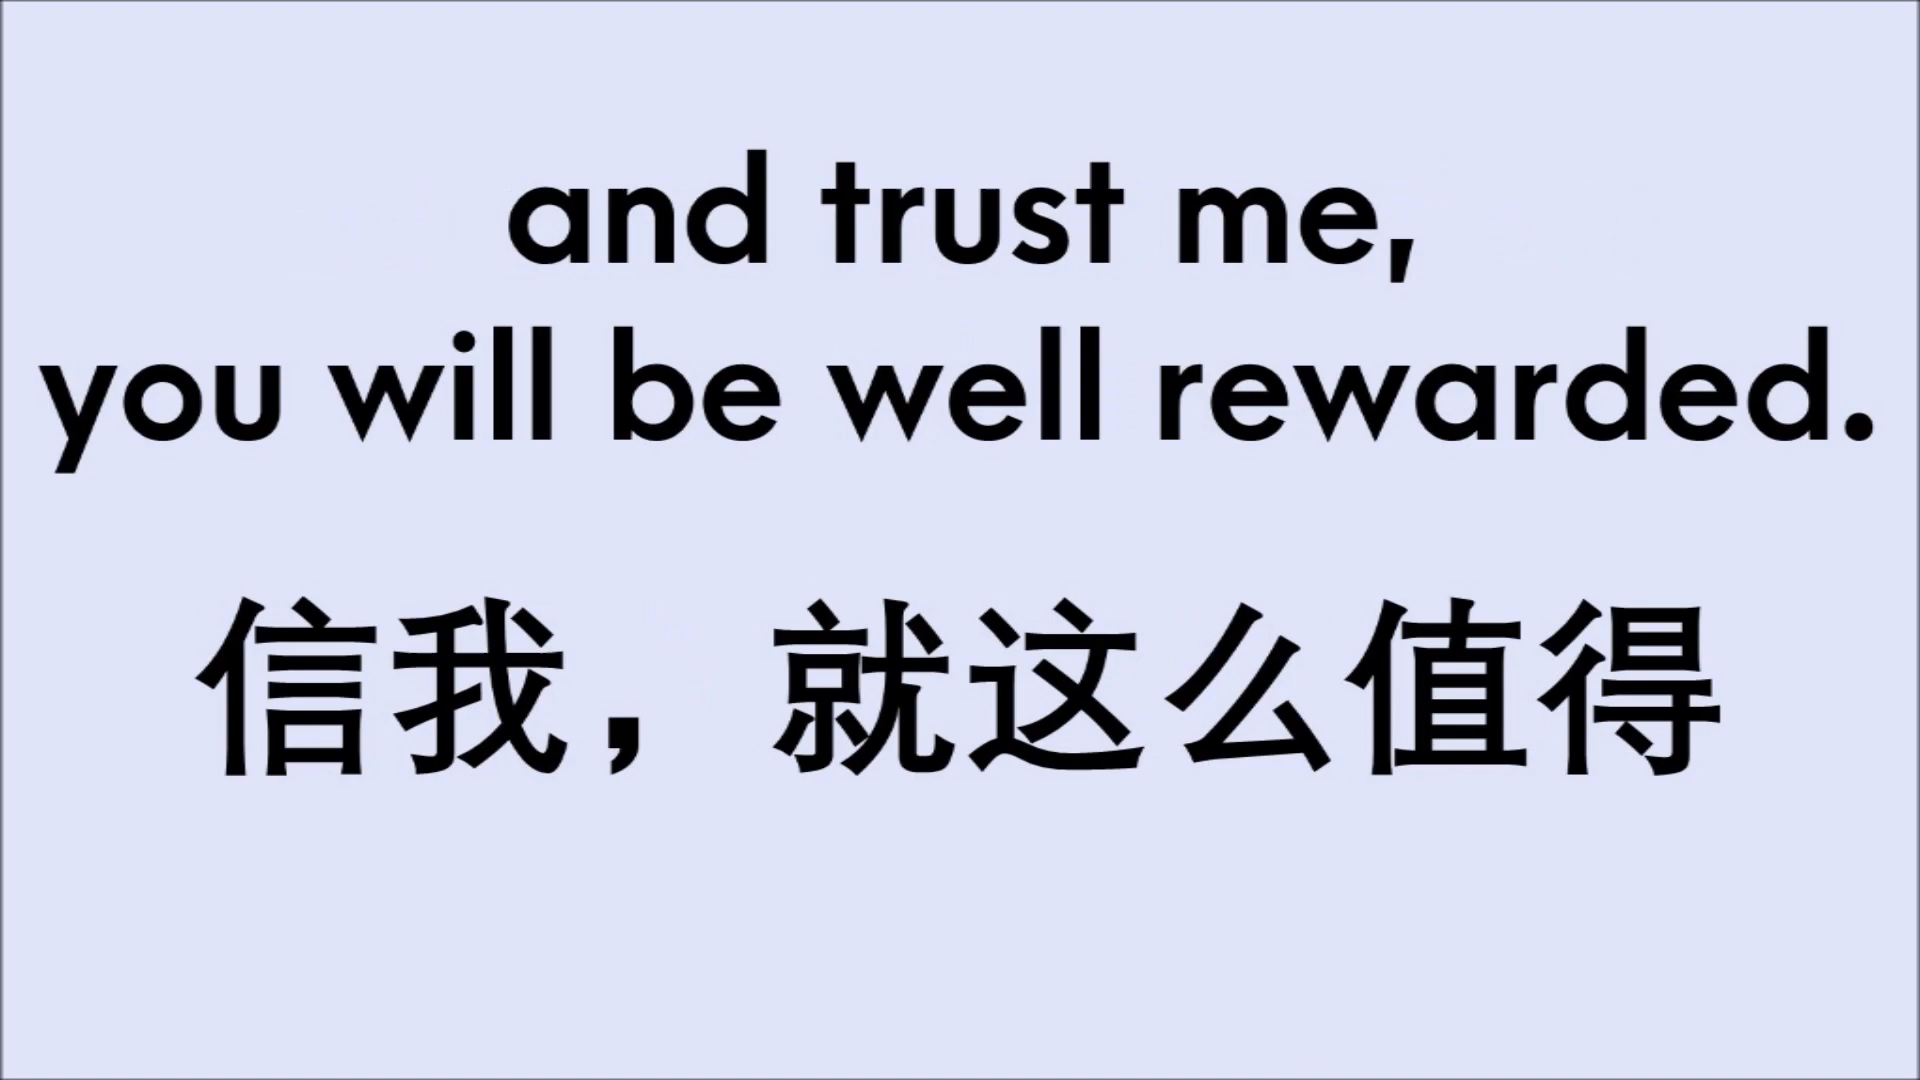 and trust me,
you will be well rewarded.
信我，就这么值得